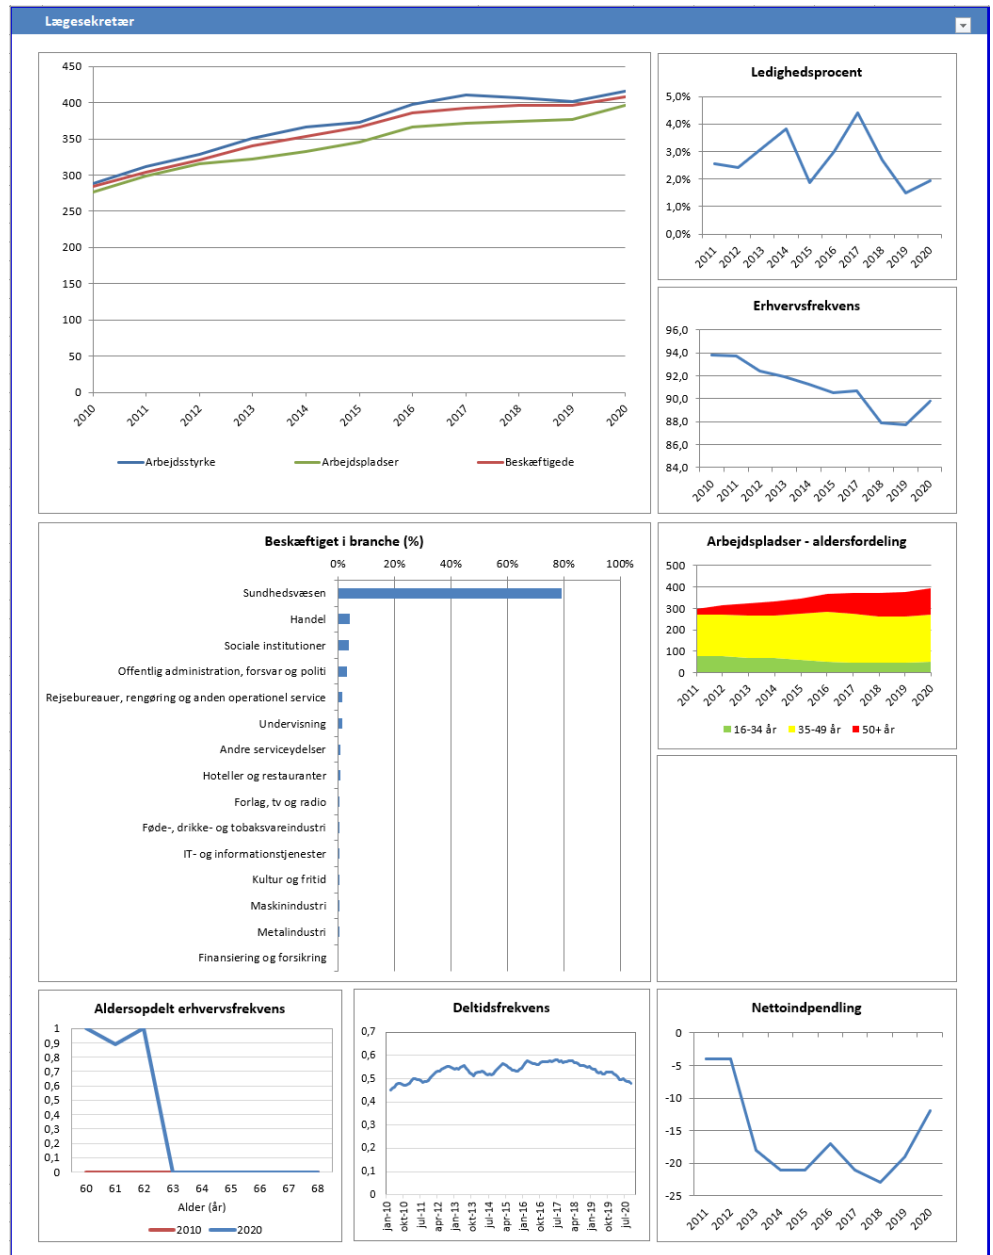 Lægesekretær
450
400
350
300
250
200
150
100
50
0
2010 2011 2012 2013 2014 2015 2016 2017 2018 2019 2020
Arbejdsstyrke Arbejdspladser Beskæftigede
Ledighedsprocent
5,0%
4,0%
3,0%
2,0%
1,0%
0,0%
2011 2012 2013 2014 2015 2016 2017 2018 2019 2020
Erhvervsfrekvens
96,0
94,0
92,0
90,0
88,0
86,0
84,0
2010 2011 2012 2013 2014 2015 2017 2018 2019 2020
Beskæftiget i branche (%)
0% 20% 40% 60% 80% 100%
Sundhedsvæsen
Handel
Sociale institutioner
Offentlig administration, forsvar og politi
Rejsebureauer, rengøring og anden operationel service
Undervisning
Andre serviceydelser
Hoteller og restauranter
Forlag, tv og radio
Føde-, drikke- og tobaksvareindustri
IT- og informationstjenester
Kultur og fritid
Maskinindustri
Metalindustri
Finansiering og forsikring
Arbejdspladser - aldersfordeling
500
400
300
200
100
0
2011 2012 2013 2014 2015 2016 2017 2018 2019 2020
16-34 år 35-49 år 50+ år
Aldersopdelt erhvervsfrekvens
1
0,9
0,8
0,7
0,6
0,5
0,4
0,3
0,2
0,1
0
60 61 62 63 64 65 66 67 68
Alder (år)
2010 2020
Deltidsfrekvens
0,7
0,6
0,5
0,4
0,3
0,2
0,1
0
jan-10 okt-10 jul-11 apr-12 jan-13 okt-13 jul-14 apr-15 jan-16 okt-16 jul-17 apr-18 jan-19 okt-19 jul-20
Nettoindpendling
0
-5
-10
-15
-20
-25
2011 2012 2013 2014 2015 2016 2017 2018 2019 2020